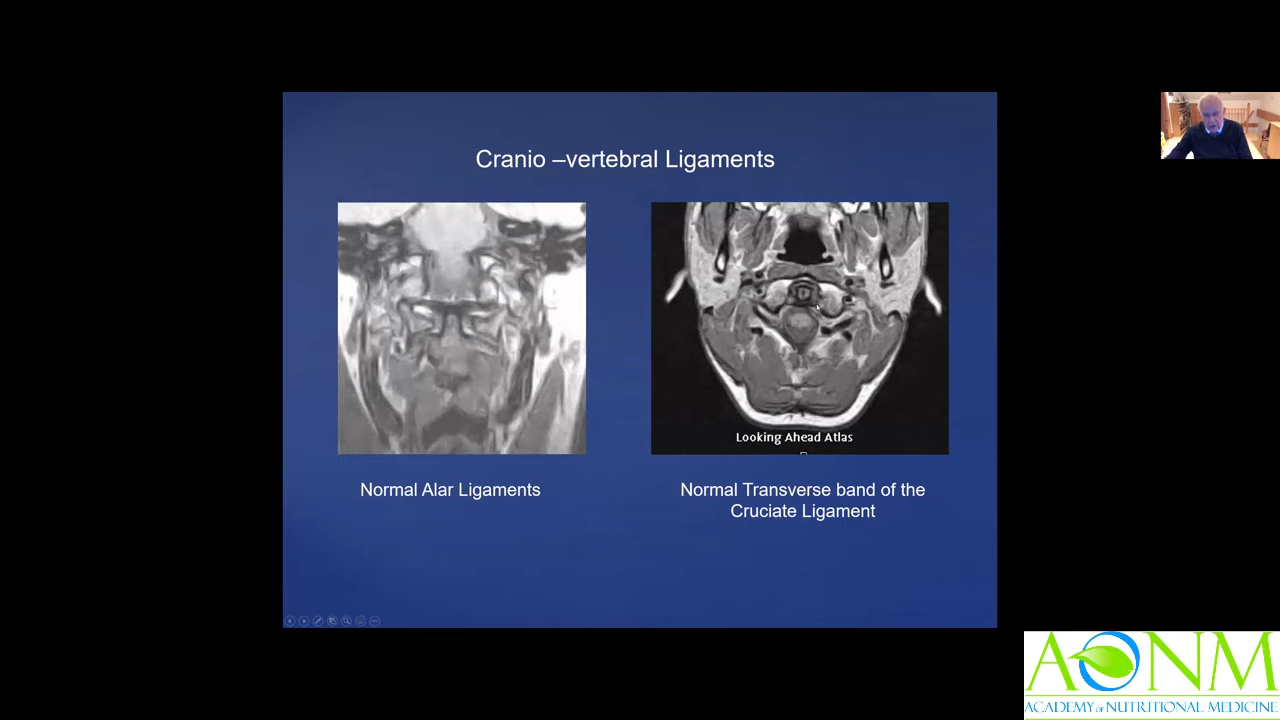 Cranio –vertebral Ligaments
Looking Ahead Atlas
Normal Alar Ligaments
Normal Transverse band of the
Cruciate Ligament
AONM
ACADEMY of NUTRITIONAL MEDICINE